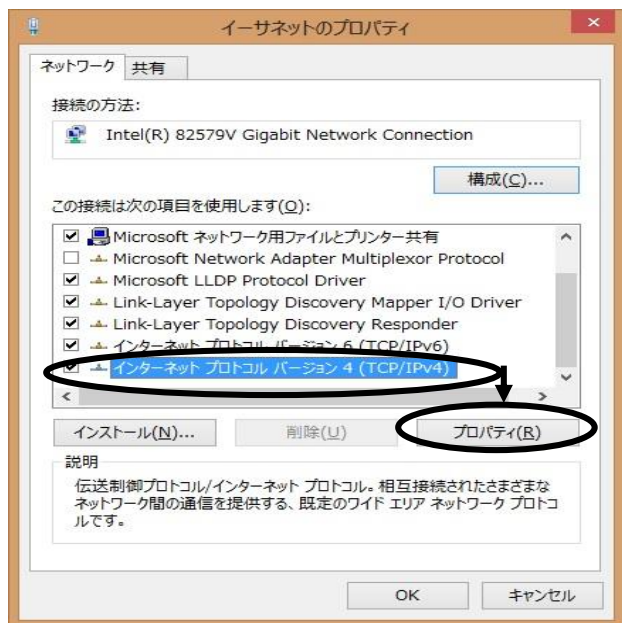 イーサネットのプロパティ
ネットワーク 共有
接続の方法:
Intel(R) 82579V Gigabit Network Connection
構成(C)...
この接続は次の項目を使用します(O):
Microsoft ネットワーク用ファイルとプリンター共有
Microsoft Network Adapter Multiplexor Protocol
Microsoft LLDP Protocol Driver
Link-Layer Topology Discovery Mapper I/O Driver
Link-Layer Topology Discovery Responder
インターネット プロトコル バージョン 6 (TCP/IPv6)
インターネット プロトコル バージョン 4 (TCP/IPv4)
インストール(N)... 削除(U) プロパティ(R)
説明
伝送制御プロトコル/インターネット プロトコル。相互接続されたさまざまな
ネットワーク間の通信を提供する、既定のワイド エリア ネットワーク プロトコ
ルです。
OK キャンセル